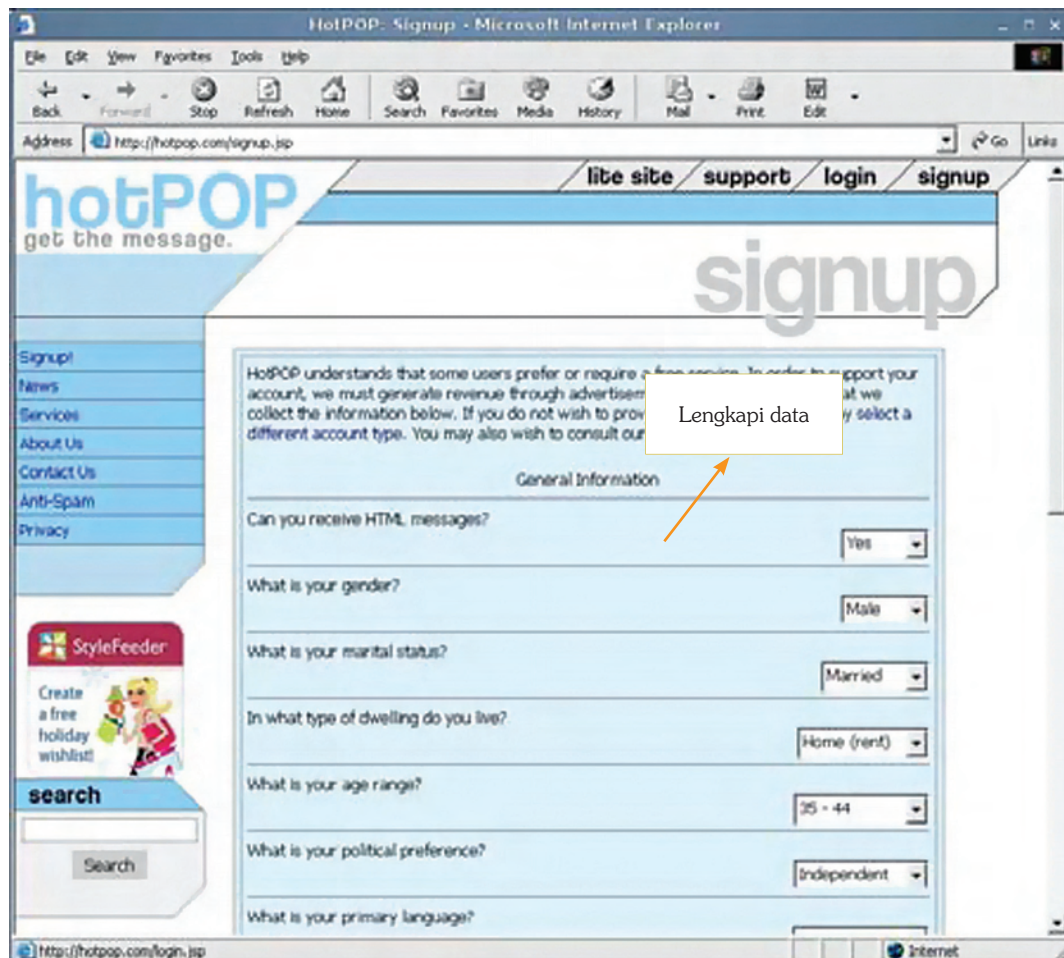 HotPOP: Signup - Microsoft Internet Explorer
File Edit View Favorites Tools Help
Back Forward Stop Refresh Home Search Favorites Media History Mail Print Edit
Address http://hotpop.com/signup.jsp Go Links
hotPOP
get the message.
lite site support login signup
signup
Signup!
News
Services
About Us
Contact Us
Anti-Spam
Privacy
HotPOP understands that some users prefer or require a free service. In order to support your
account, we must generate revenue through at we
collect the information below. If you do not wish to y select a
different account type. You may also wish to consult our
Lengkapi data
General Information
Can you receive HTML messages?
Yes
What is your gender?
Male
What is your marital status?
Married
In what type of dwelling do you live?
Home (rent)
What is your age range?
35 - 44
What is your political preference?
Independent
What is your primary language?
StyleFeeder
Create
a free
holiday
wishlist!
search
Search
http://hotpop.com/login.jsp
Internet